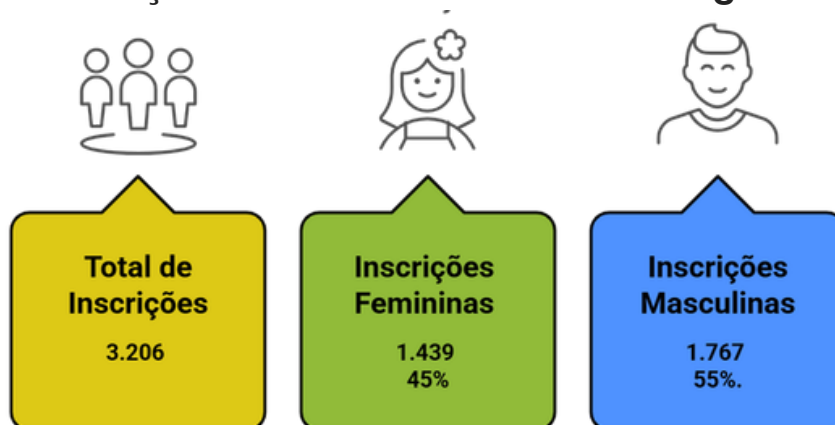 Total de
Inscrições
3.206
Inscrições
Femininas
1.439
45%
Inscrições
Masculinas
1.767
55%.